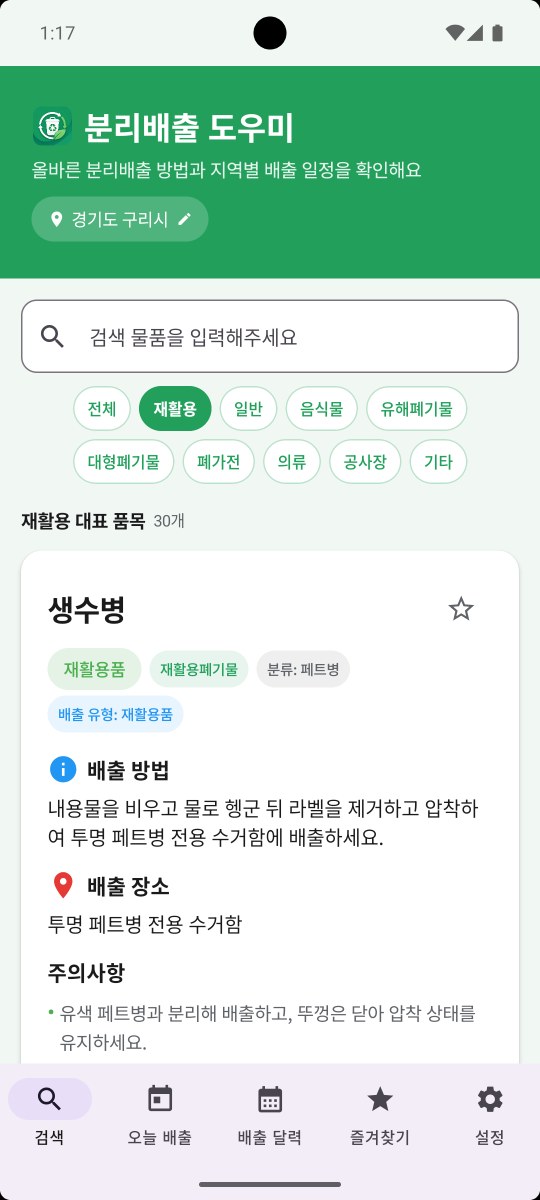 1:17
분리배출 도우미
올바른 분리배출 방법과 지역별 배출 일정을 확인해요
경기도 구리시
검색 물품을 입력해주세요
전체 재활용 일반 음식물 유해폐기물
대형폐기물 폐가전 의류 공사장 기타
재활용 대표 품목 30개
생수병
재활용품 재활용폐기물 분류: 페트병
배출 유형: 재활용품
배출 방법
내용물을 비우고 물로 헹군 뒤 라벨을 제거하고 압착하
여 투명 페트병 전용 수거함에 배출하세요.
배출 장소
투명 페트병 전용 수거함
주의사항
• 유색 페트병과 분리해 배출하고, 뚜껑은 닫아 압착 상태를
유지하세요.
검색 오늘 배출 배출 달력 즐겨찾기 설정